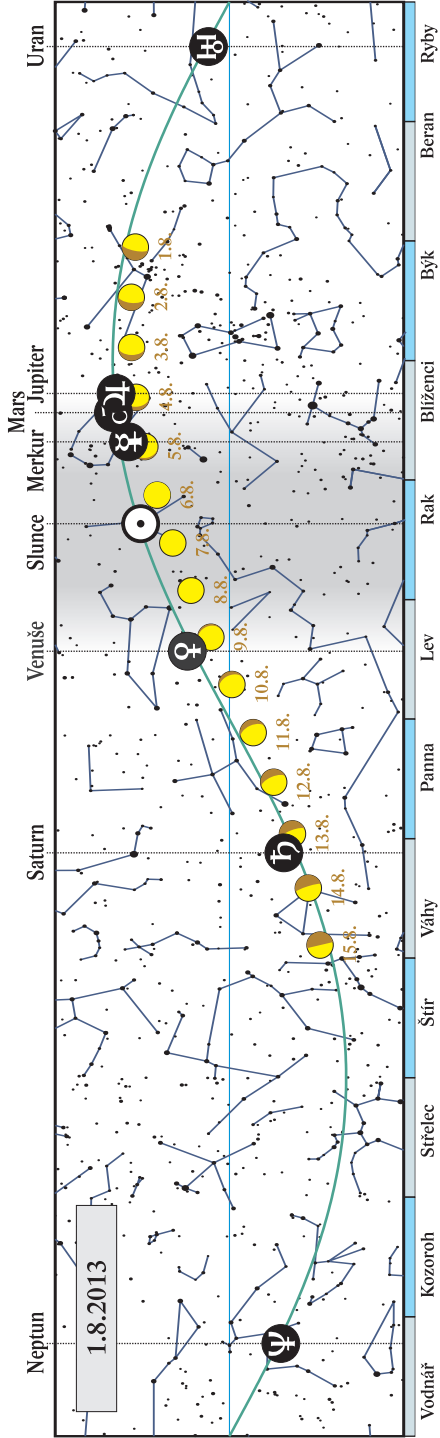 Neptun
Saturn
Venuše
Slunce
Merkur
Mars
Jupiter
Uran
1.8.2013
15.8.
14.8.
13.8.
12.8.
11.8.
10.8.
9.8.
8.8.
7.8.
6.8.
5.8.
4.8.
3.8.
2.8.
1.8.
Vodnář
Kozoroh
Střelec
Štír
Váhy
Panna
Lev
Rak
Blíženci
Býk
Beran
Ryby